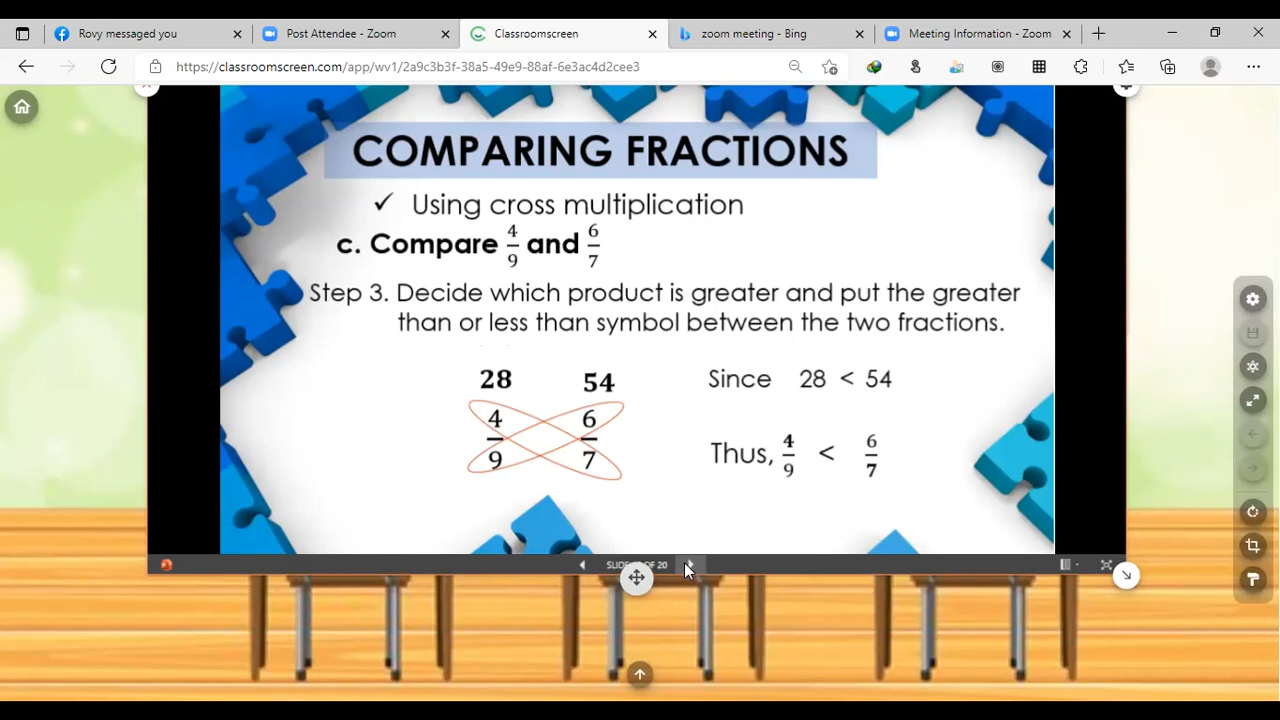 Rovy messaged you
Post Attendee - Zoom
Classroomscreen
zoom meeting - Bing
Meeting Information - Zoom
https://classroomscreen.com/app/wv1/2a9c3b3f-38a5-49e9-88af-6e3ac4d2cee3
COMPARING FRACTIONS
✓ Using cross multiplication
c. Compare 4/9 and 6/7
Step 3. Decide which product is greater and put the greater
than or less than symbol between the two fractions.
28 54
4/9 6/7
Since 28 < 54
Thus, 4/9 < 6/7
OF 20